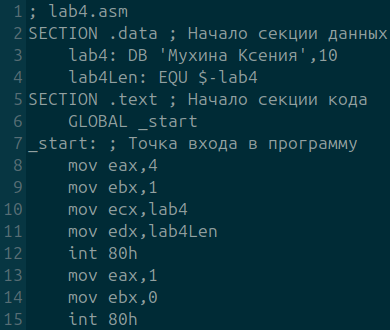 1 ; lab4.asm
2 SECTION .data ; Начало секции данных
3     lab4: DB 'Мухина Ксения',10
4     lab4Len: EQU $-lab4
5 SECTION .text ; Начало секции кода
6     GLOBAL _start
7 _start: ; Точка входа в программу
8     mov eax,4
9     mov ebx,1
10     mov ecx,lab4
11     mov edx,lab4Len
12     int 80h
13     mov eax,1
14     mov ebx,0
15     int 80h